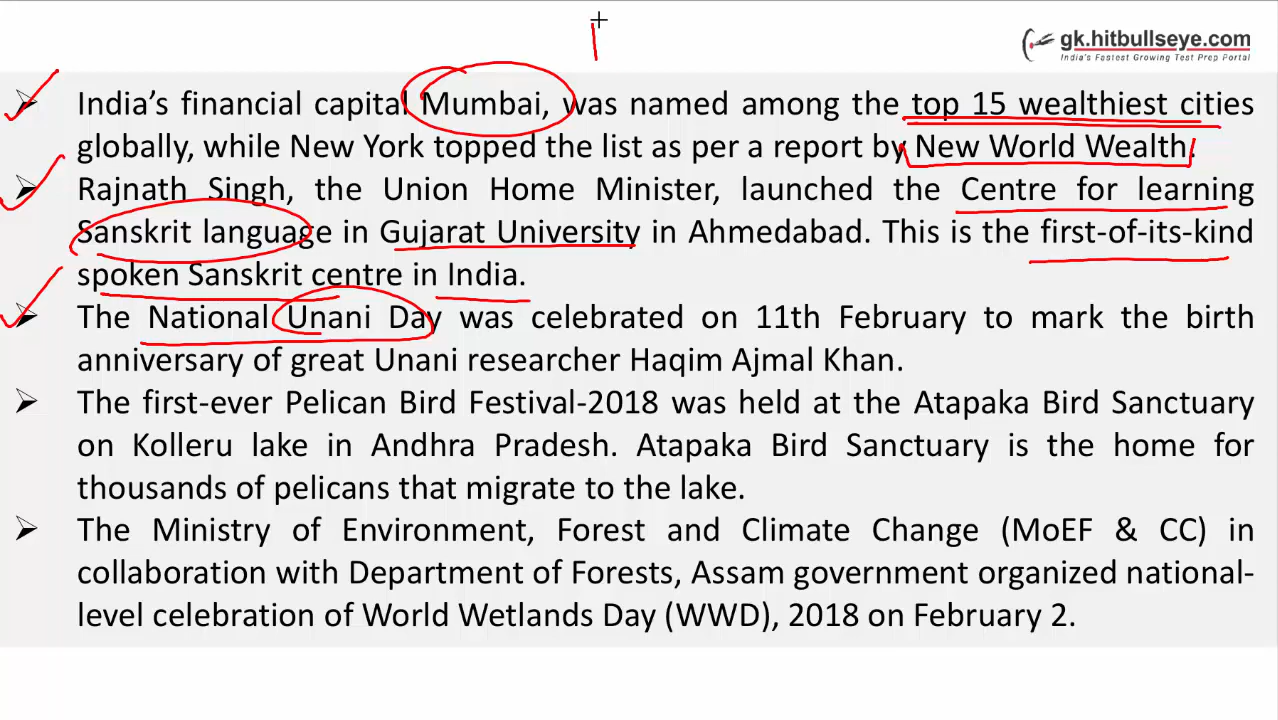 gk.hitbullseye.com
India's Fastest Growing Test Prep Portal
India's financial capital Mumbai, was named among the top 15 wealthiest cities
globally, while New York topped the list as per a report by New World Wealth.
Rajnath Singh, the Union Home Minister, launched the Centre for learning
Sanskrit language in Gujarat University in Ahmedabad. This is the first-of-its-kind
spoken Sanskrit centre in India.
The National Unani Day was celebrated on 11th February to mark the birth
anniversary of great Unani researcher Haqim Ajmal Khan.
The first-ever Pelican Bird Festival-2018 was held at the Atapaka Bird Sanctuary
on Kolleru lake in Andhra Pradesh. Atapaka Bird Sanctuary is the home for
thousands of pelicans that migrate to the lake.
The Ministry of Environment, Forest and Climate Change (MoEF & CC) in
collaboration with Department of Forests, Assam government organized national-
level celebration of World Wetlands Day (WWD), 2018 on February 2.